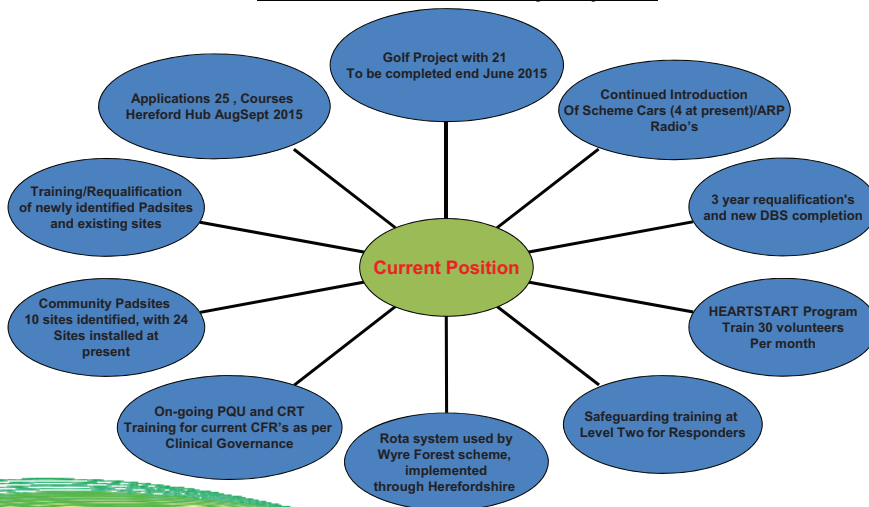 Golf Project with 21
To be completed end June 2015
Continued Introduction
Of Scheme Cars (4 at present)/ARP
Radio's
3 year requalification's
and new DBS completion
HEARTSTART Program
Train 30 volunteers
Per month
Safeguarding training at
Level Two for Responders
Rota system used by
Wyre Forest scheme,
implemented
through Herefordshire
On-going PQU and CRT
Training for current CFR's as per
Clinical Governance
Community Padsites
10 sites identified, with 24
Sites installed at
present
Training/Requalification
of newly identified Padsites
and existing sites
Applications 25 , Courses
Hereford Hub AugSept 2015
Current Position